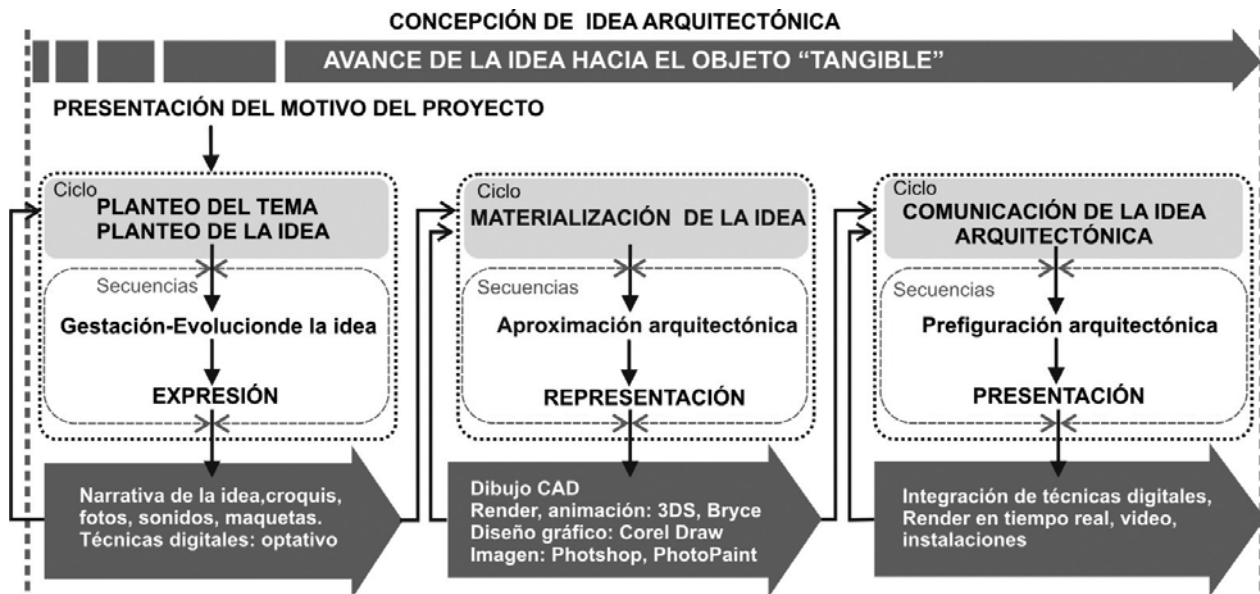 CONCEPCIÓN DE IDEA ARQUITECTÓNICA
AVANCE DE LA IDEA HACIA EL OBJETO “TANGIBLE”
PRESENTACIÓN DEL MOTIVO DEL PROYECTO
Ciclo
PLANTEO DEL TEMA
PLANTEO DE LA IDEA
Secuencias
Gestación-Evolucionde la idea
EXPRESIÓN
Narrativa de la idea,croquis,
fotos, sonidos, maquetas.
Técnicas digitales: optativo
Ciclo
MATERIALIZACIÓN DE LA IDEA
Secuencias
Aproximación arquitectónica
REPRESENTACIÓN
Dibujo CAD
Render, animación: 3DS, Bryce
Diseño gráfico: Corel Draw
Imagen: Photshop, PhotoPaint
Ciclo
COMUNICACIÓN DE LA IDEA
ARQUITECTÓNICA
Secuencias
Prefiguración arquitectónica
PRESENTACIÓN
Integración de técnicas digitales,
Render en tiempo real, video,
instalaciones